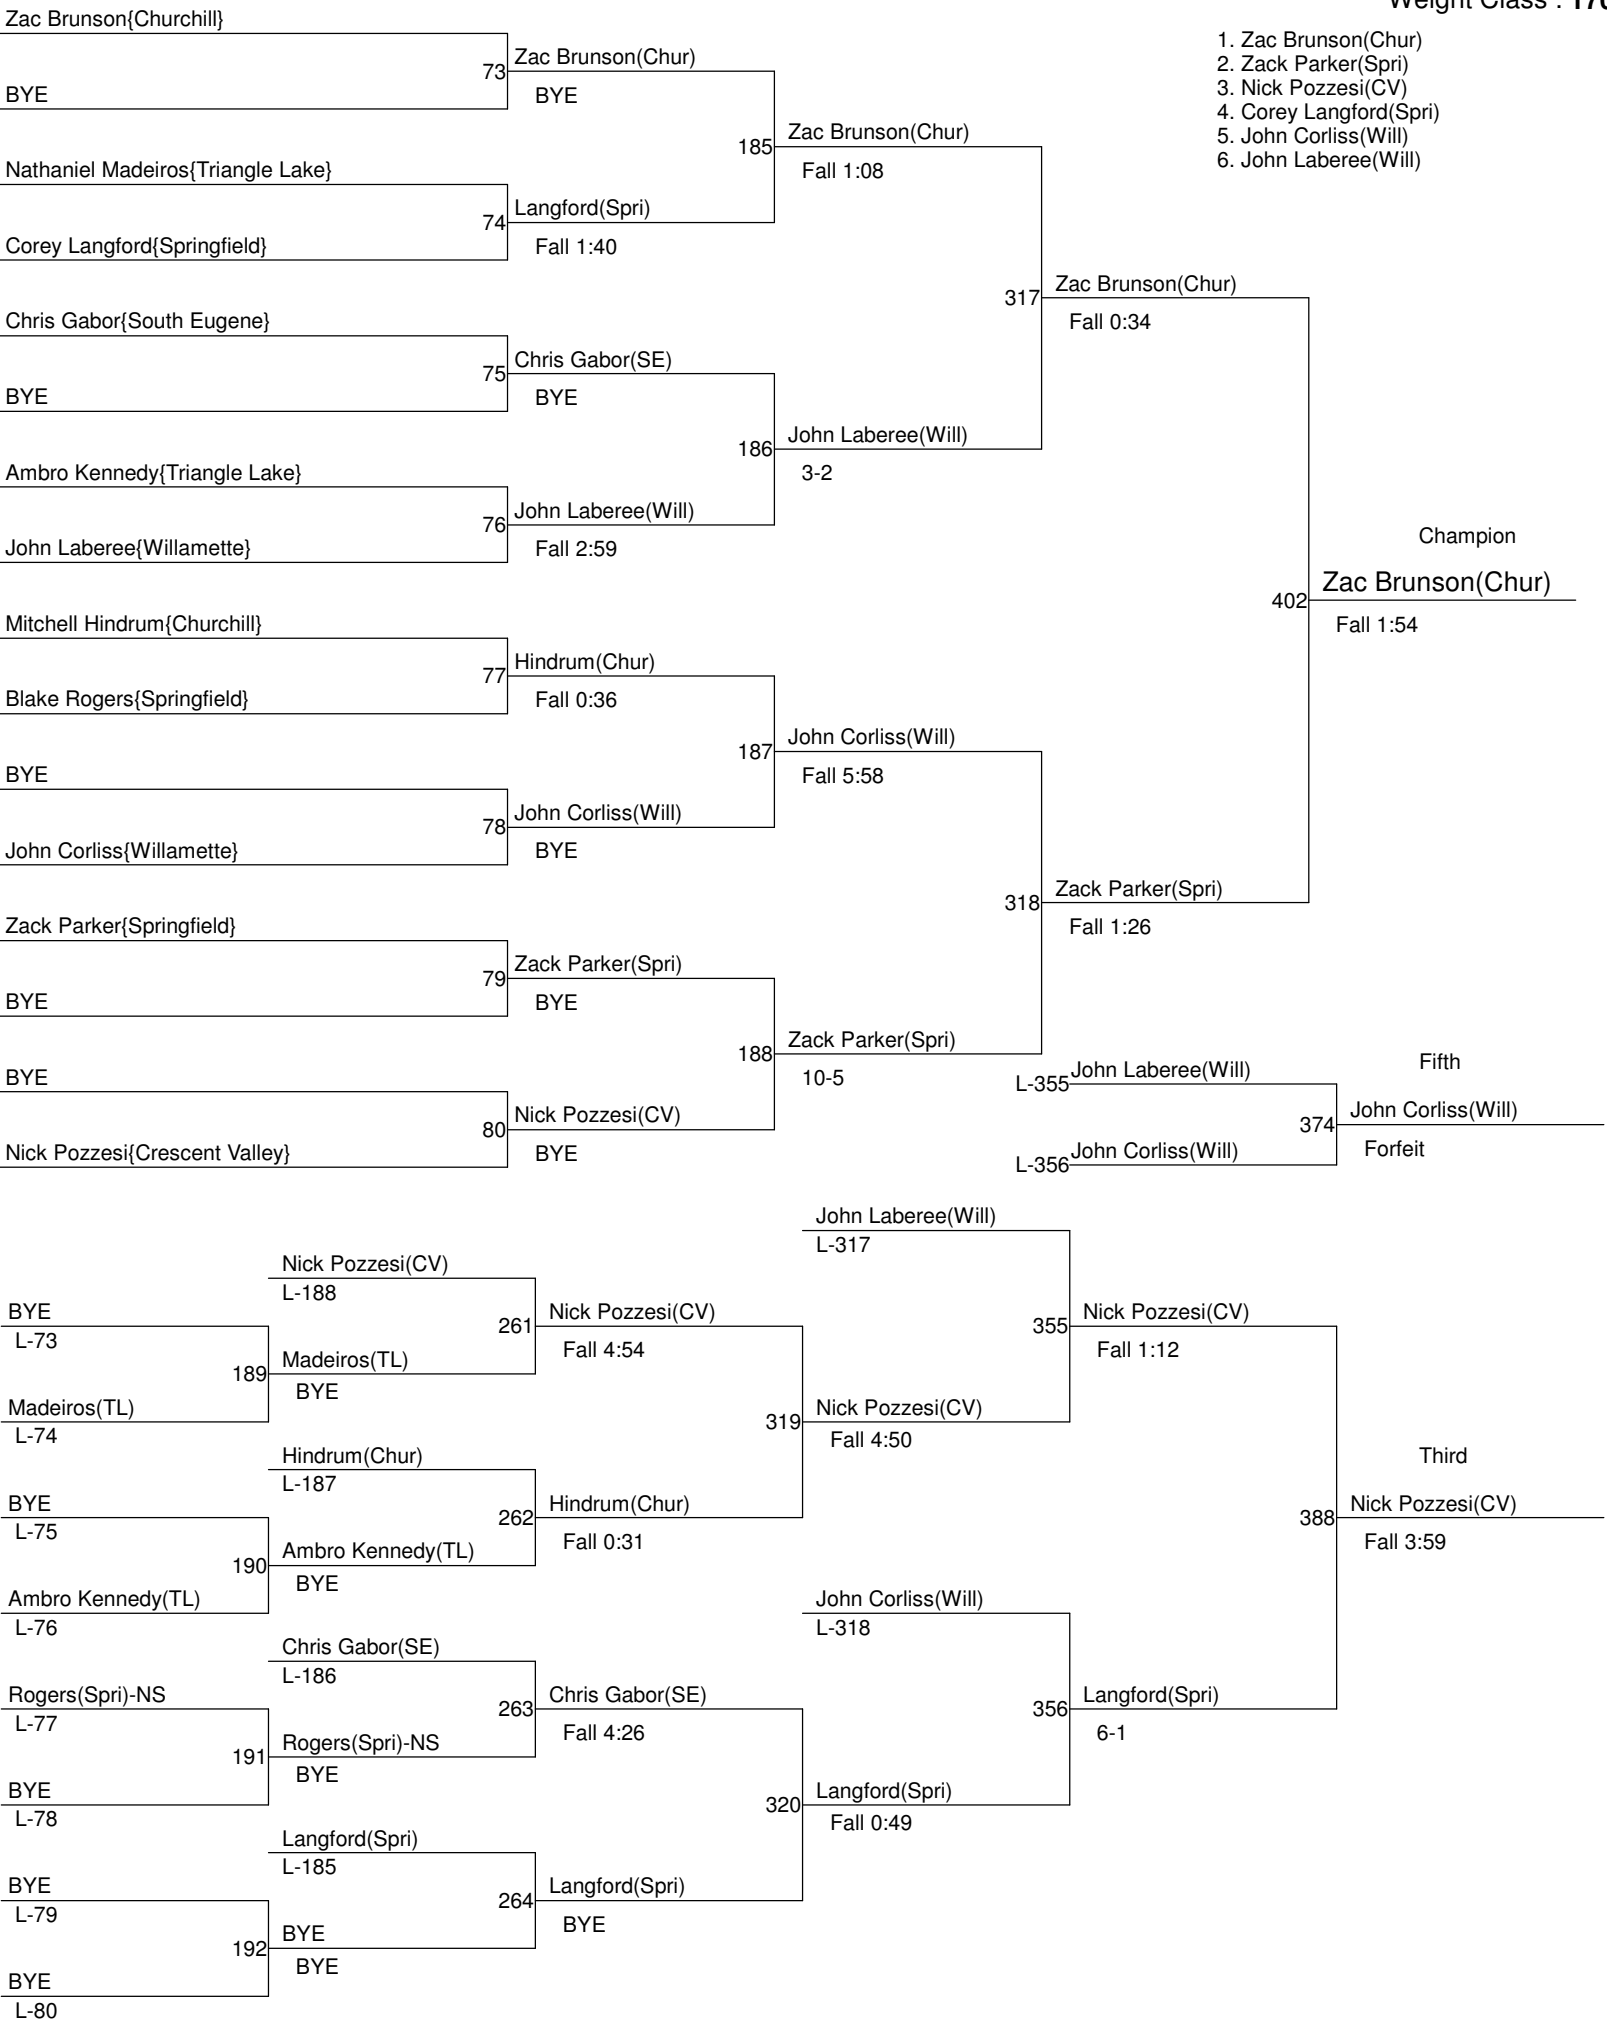 Weight Class : 170
1. Zac Brunson(Chur)
2. Zack Parker(Spri)
3. Nick Pozzesi(CV)
4. Corey Langford(Spri)
5. John Corliss(Will)
6. John Laberee(Will)
Zac Brunson{Churchill}
73
BYE
Zac Brunson(Chur)
BYE
185
Zac Brunson(Chur)
Fall 1:08
Nathaniel Madeiros{Triangle Lake}
74
Corey Langford{Springfield}
Langford(Spri)
Fall 1:40
317
Zac Brunson(Chur)
Fall 0:34
Chris Gabor{South Eugene}
75
BYE
Chris Gabor(SE)
BYE
186
John Laberee(Will)
3-2
Ambro Kennedy{Triangle Lake}
76
John Laberee{Willamette}
John Laberee(Will)
Fall 2:59
Champion
402
Zac Brunson(Chur)
Fall 1:54
Mitchell Hindrum{Churchill}
77
Blake Rogers{Springfield}
Hindrum(Chur)
Fall 0:36
187
John Corliss(Will)
Fall 5:58
BYE
78
John Corliss{Willamette}
John Corliss(Will)
BYE
318
Zack Parker(Spri)
Fall 1:26
Zack Parker{Springfield}
79
BYE
Zack Parker(Spri)
BYE
188
Zack Parker(Spri)
10-5
BYE
80
Nick Pozzesi{Crescent Valley}
Nick Pozzesi(CV)
BYE
Fifth
L-355
John Laberee(Will)
374
L-356
John Corliss(Will)
John Corliss(Will)
Forfeit
John Laberee(Will)
L-317
Nick Pozzesi(CV)
L-188
BYE
L-73
189
Madeiros(TL)
L-74
Madeiros(TL)
BYE
261
Nick Pozzesi(CV)
Fall 4:54
355
Nick Pozzesi(CV)
Fall 1:12
319
Nick Pozzesi(CV)
Fall 4:50
Hindrum(Chur)
L-187
BYE
L-75
190
Ambro Kennedy(TL)
L-76
Ambro Kennedy(TL)
BYE
262
Hindrum(Chur)
Fall 0:31
Third
388
Nick Pozzesi(CV)
Fall 3:59
John Corliss(Will)
L-318
Chris Gabor(SE)
L-186
Rogers(Spri)-NS
L-77
191
BYE
L-78
Rogers(Spri)-NS
BYE
263
Chris Gabor(SE)
Fall 4:26
356
Langford(Spri)
6-1
320
Langford(Spri)
Fall 0:49
Langford(Spri)
L-185
BYE
L-79
192
BYE
L-80
BYE
BYE
264
Langford(Spri)
BYE